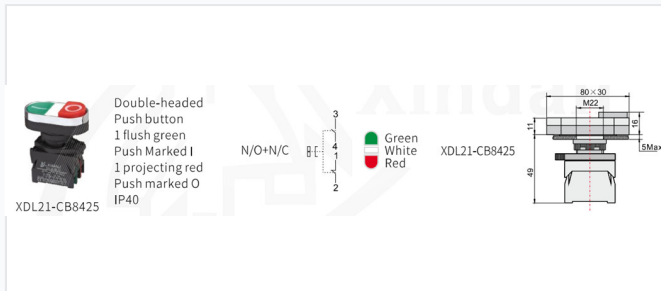 Double-headed
Push button
1 flush green
Push Marked I
1 projecting red
Push marked O
IP40
XDL21-CB8425
N/O+N/C
3
4
1
2
Green
White
Red
XDL21-CB8425
80×30
M22
11
16
5Max
49